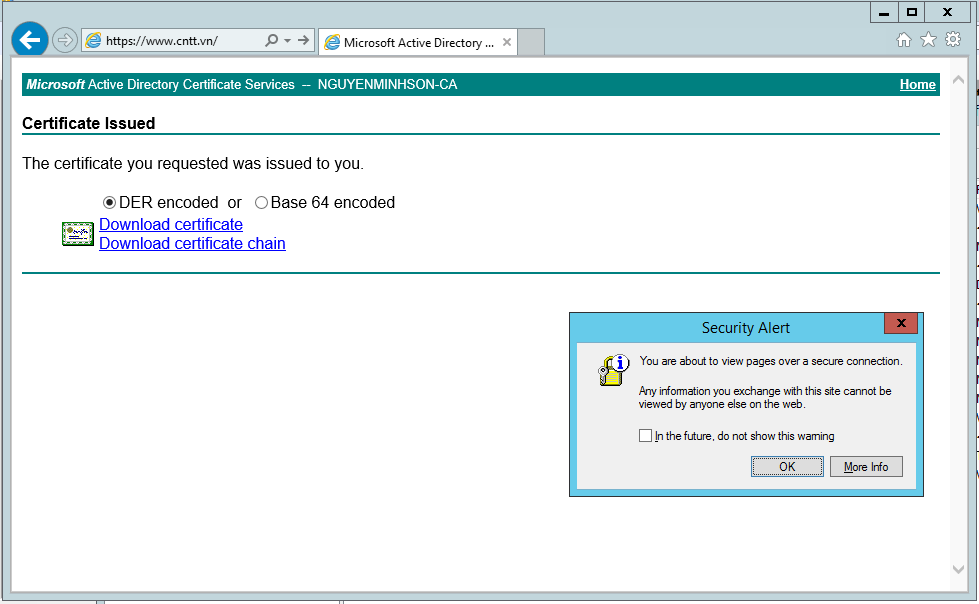 https://www.cntt.vn/
Microsoft Active Directory ...
Microsoft Active Directory Certificate Services -- NGUYENMINHSON-CA
Home
Certificate Issued
The certificate you requested was issued to you.
DER encoded or Base 64 encoded
Download certificate
Download certificate chain
Security Alert
You are about to view pages over a secure connection.
Any information you exchange with this site cannot be
viewed by anyone else on the web.
In the future, do not show this warning
OK
More Info